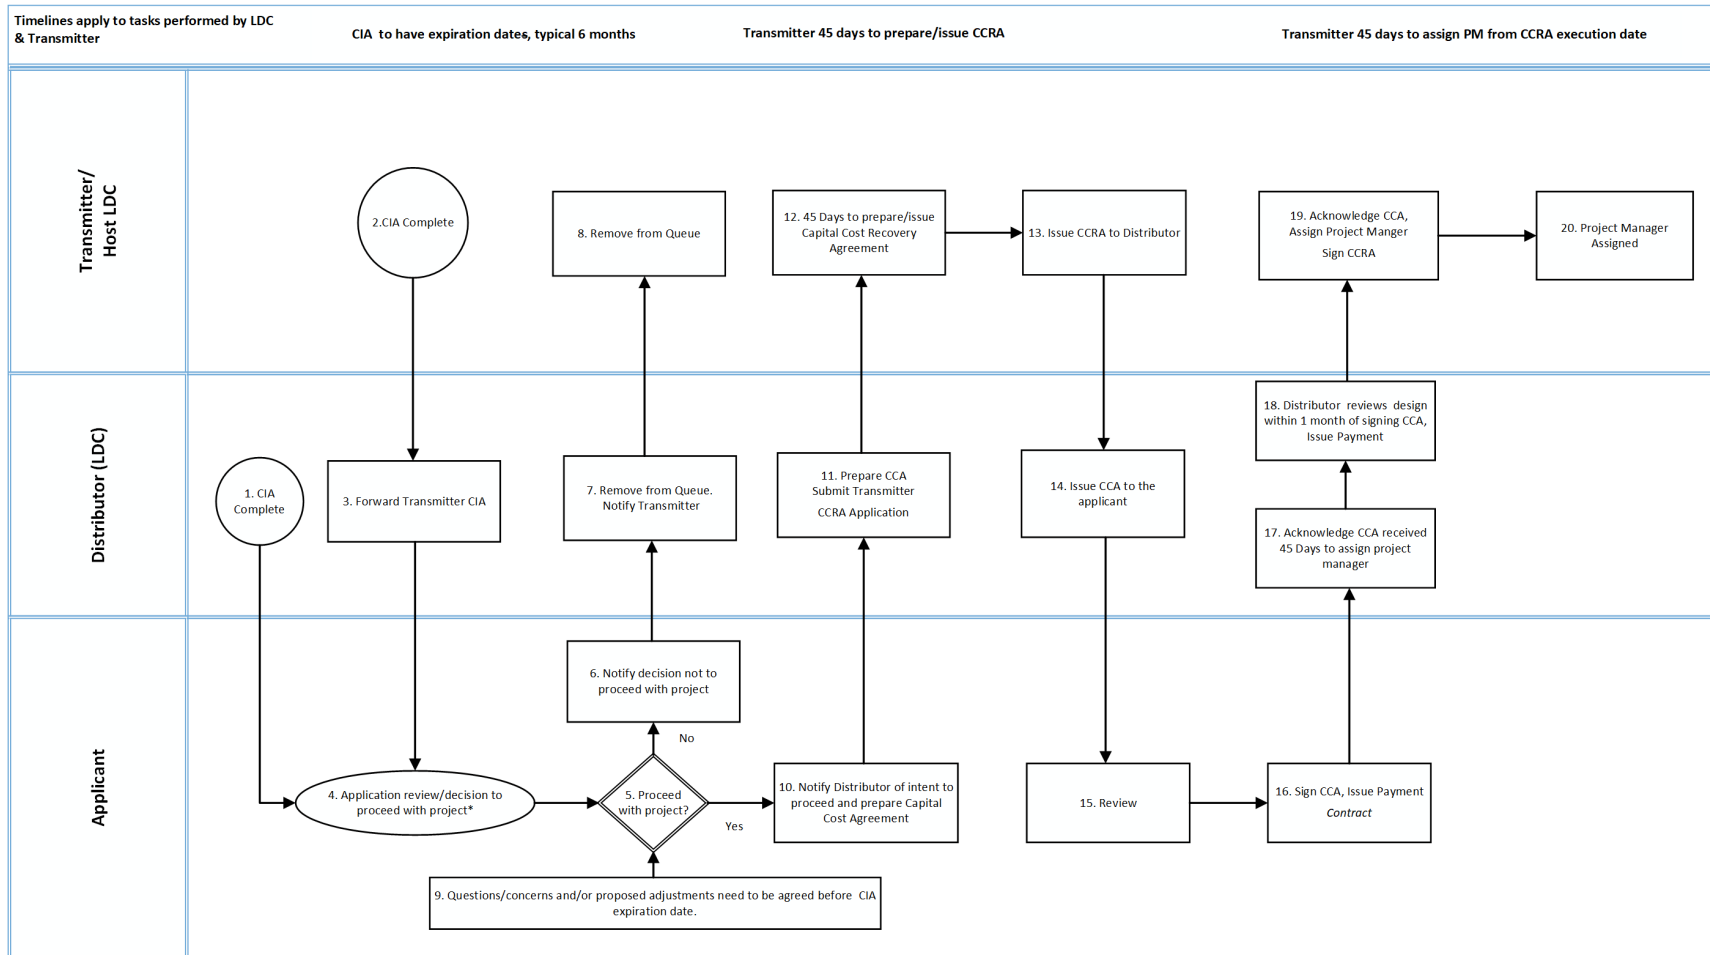 Timelines apply to tasks performed by LDC
& Transmitter
CIA to have expiration dates, typical 6 months
Transmitter 45 days to prepare/issue CCRA
Transmitter 45 days to assign PM from CCRA execution date
Transmitter/
Host LDC
2.CIA Complete
8. Remove from Queue
12. 45 Days to prepare/issue
Capital Cost Recovery
Agreement
13. Issue CCRA to Distributor
19. Acknowledge CCA,
Assign Project Manger
Sign CCRA
20. Project Manager
Assigned
Distributor (LDC)
1. CIA
Complete
3. Forward Transmitter CIA
7. Remove from Queue.
Notify Transmitter
11. Prepare CCA
Submit Transmitter
CCRA Application
14. Issue CCA to the
applicant
18. Distributor reviews design
within 1 month of signing CCA,
Issue Payment
17. Acknowledge CCA received
45 Days to assign project
manager
Applicant
4. Application review/decision to
proceed with project*
5. Proceed
with project?
No
Yes
6. Notify decision not to
proceed with project
9. Questions/concerns and/or proposed adjustments need to be agreed before CIA
expiration date.
10. Notify Distributor of intent to
proceed and prepare Capital
Cost Agreement
15. Review
16. Sign CCA, Issue Payment
Contract